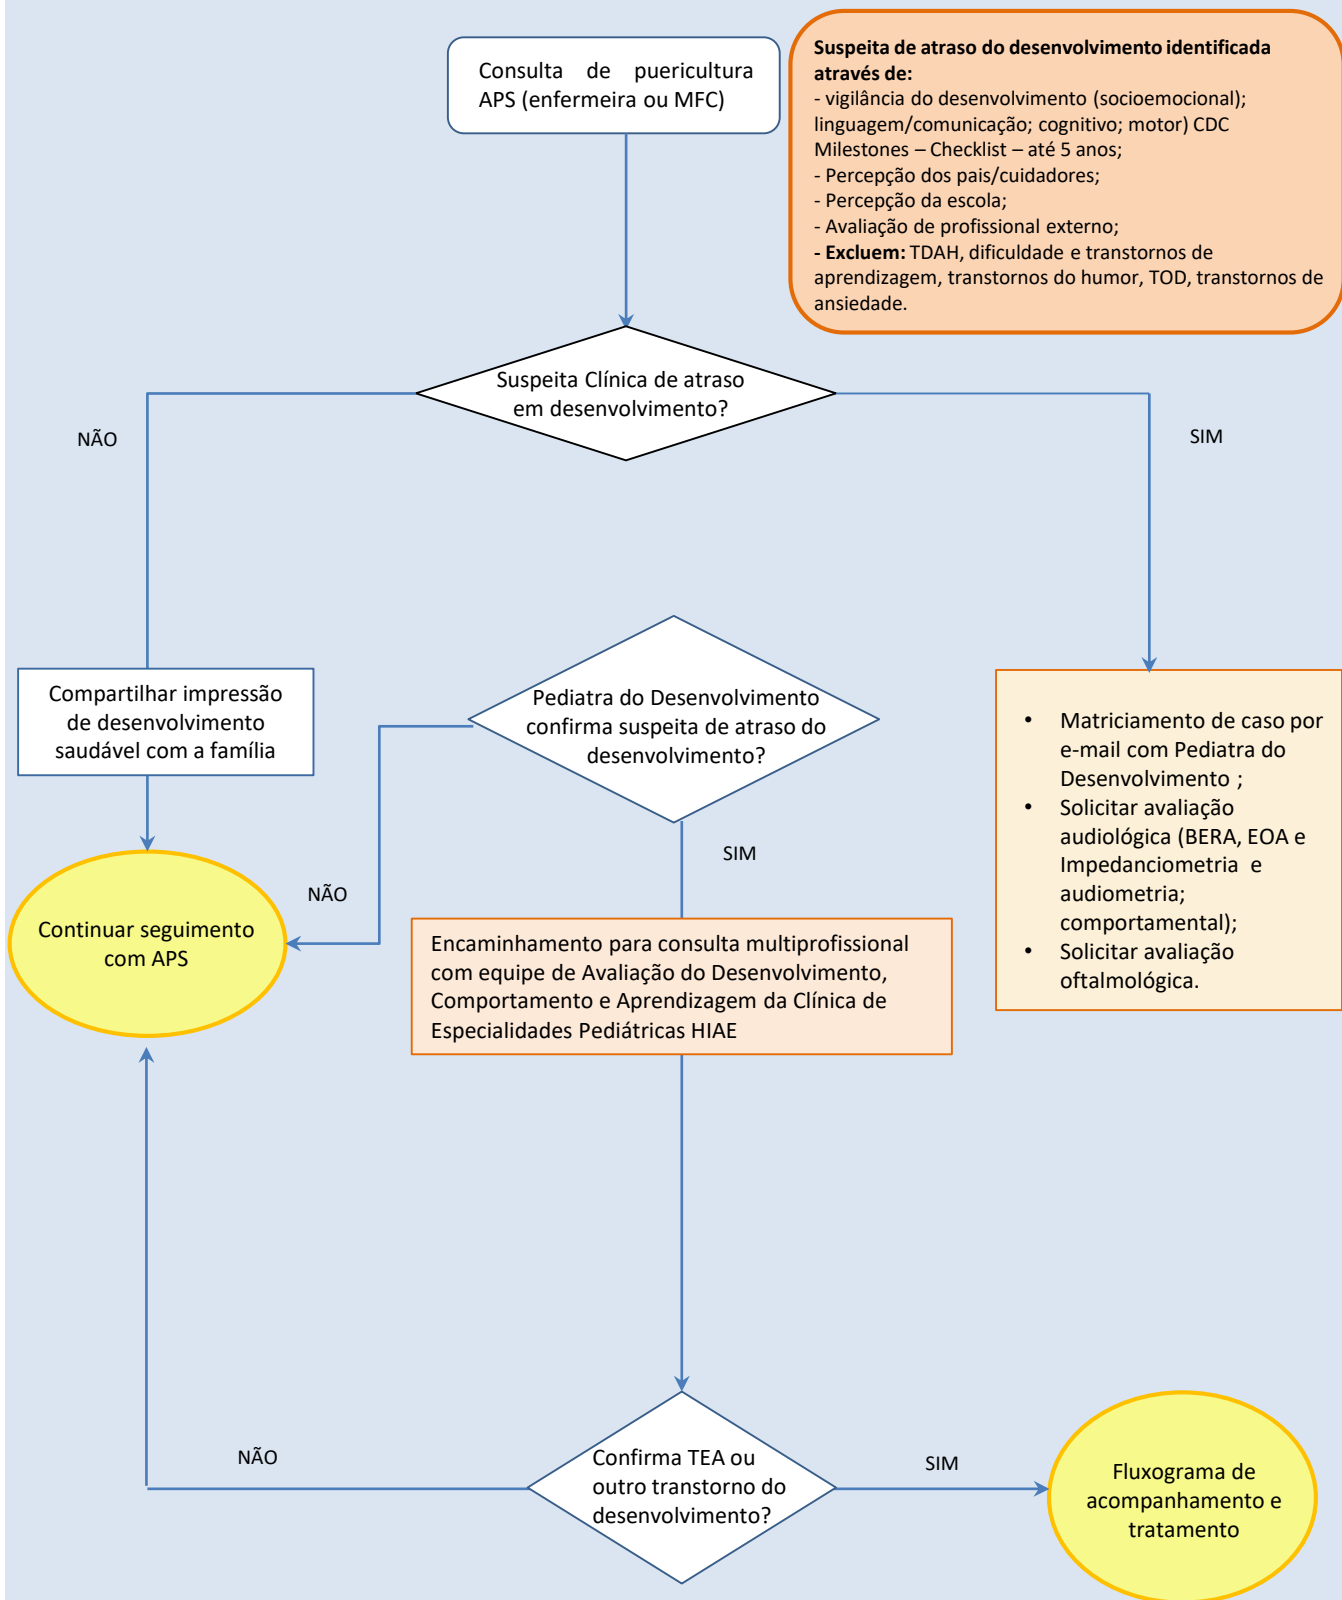 Consulta de puericultura
APS (enfermeira ou MFC)
Suspeita de atraso do desenvolvimento identificada
através de:
- vigilância do desenvolvimento (socioemocional);
linguagem/comunicação; cognitivo; motor) CDC
Milestones – Checklist – até 5 anos;
- Percepção dos pais/cuidadores;
- Percepção da escola;
- Avaliação de profissional externo;
- Excluem: TDAH, dificuldade e transtornos de
aprendizagem, transtornos do humor, TOD, transtornos de
ansiedade.
Suspeita Clínica de atraso
em desenvolvimento?
NÃO
SIM
Compartilhar impressão
de desenvolvimento
saudável com a família
Pediatra do Desenvolvimento
confirma suspeita de atraso do
desenvolvimento?
• Matriciamento de caso por
e-mail com Pediatra do
Desenvolvimento ;
• Solicitar avaliação
audiológica (BERA, EOA e
Impedanciometria e
audiometria;
comportamental);
• Solicitar avaliação
oftalmológica.
SIM
NÃO
Continuar seguimento
com APS
Encaminhamento para consulta multiprofissional
com equipe de Avaliação do Desenvolvimento,
Comportamento e Aprendizagem da Clínica de
Especialidades Pediátricas HIAE
NÃO
Confirma TEA ou
outro transtorno do
desenvolvimento?
SIM
Fluxograma de
acompanhamento e
tratamento